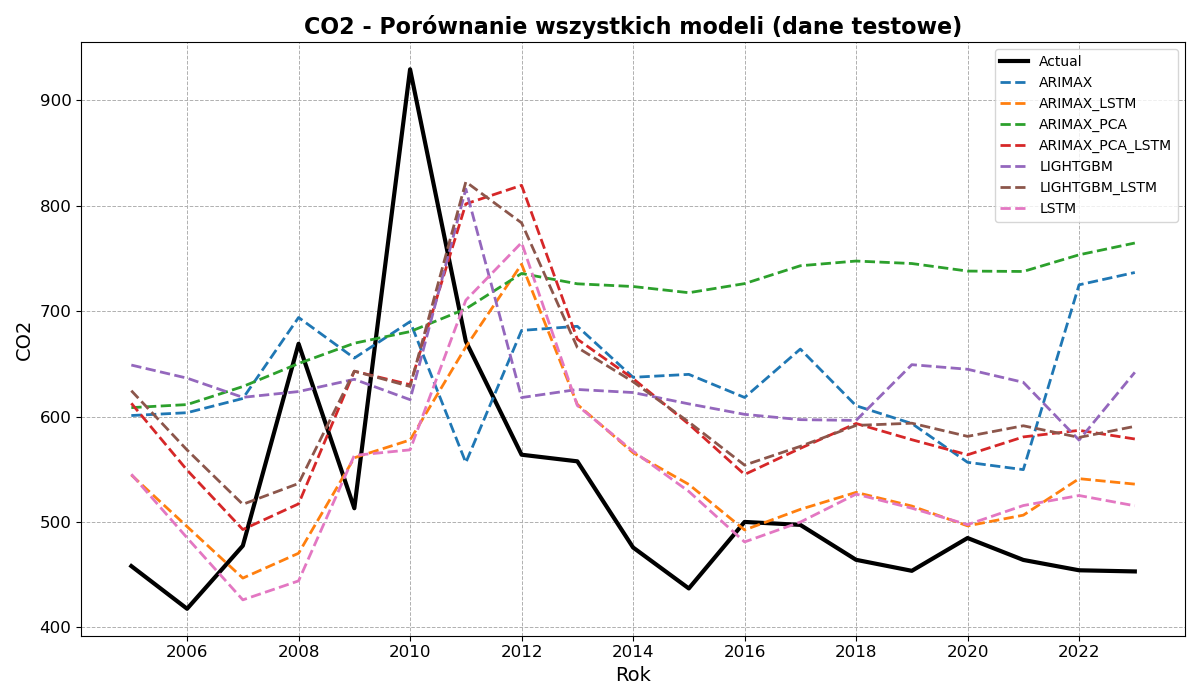 CO2 - Porównanie wszystkich modeli (dane testowe)
Actual
ARIMAX
ARIMAX_LSTM
ARIMAX_PCA
ARIMAX_PCA_LSTM
LIGHTGBM
LIGHTGBM_LSTM
LSTM
CO2
900
800
700
600
500
400
2006 2008 2010 2012 2014 2016 2018 2020 2022
Rok